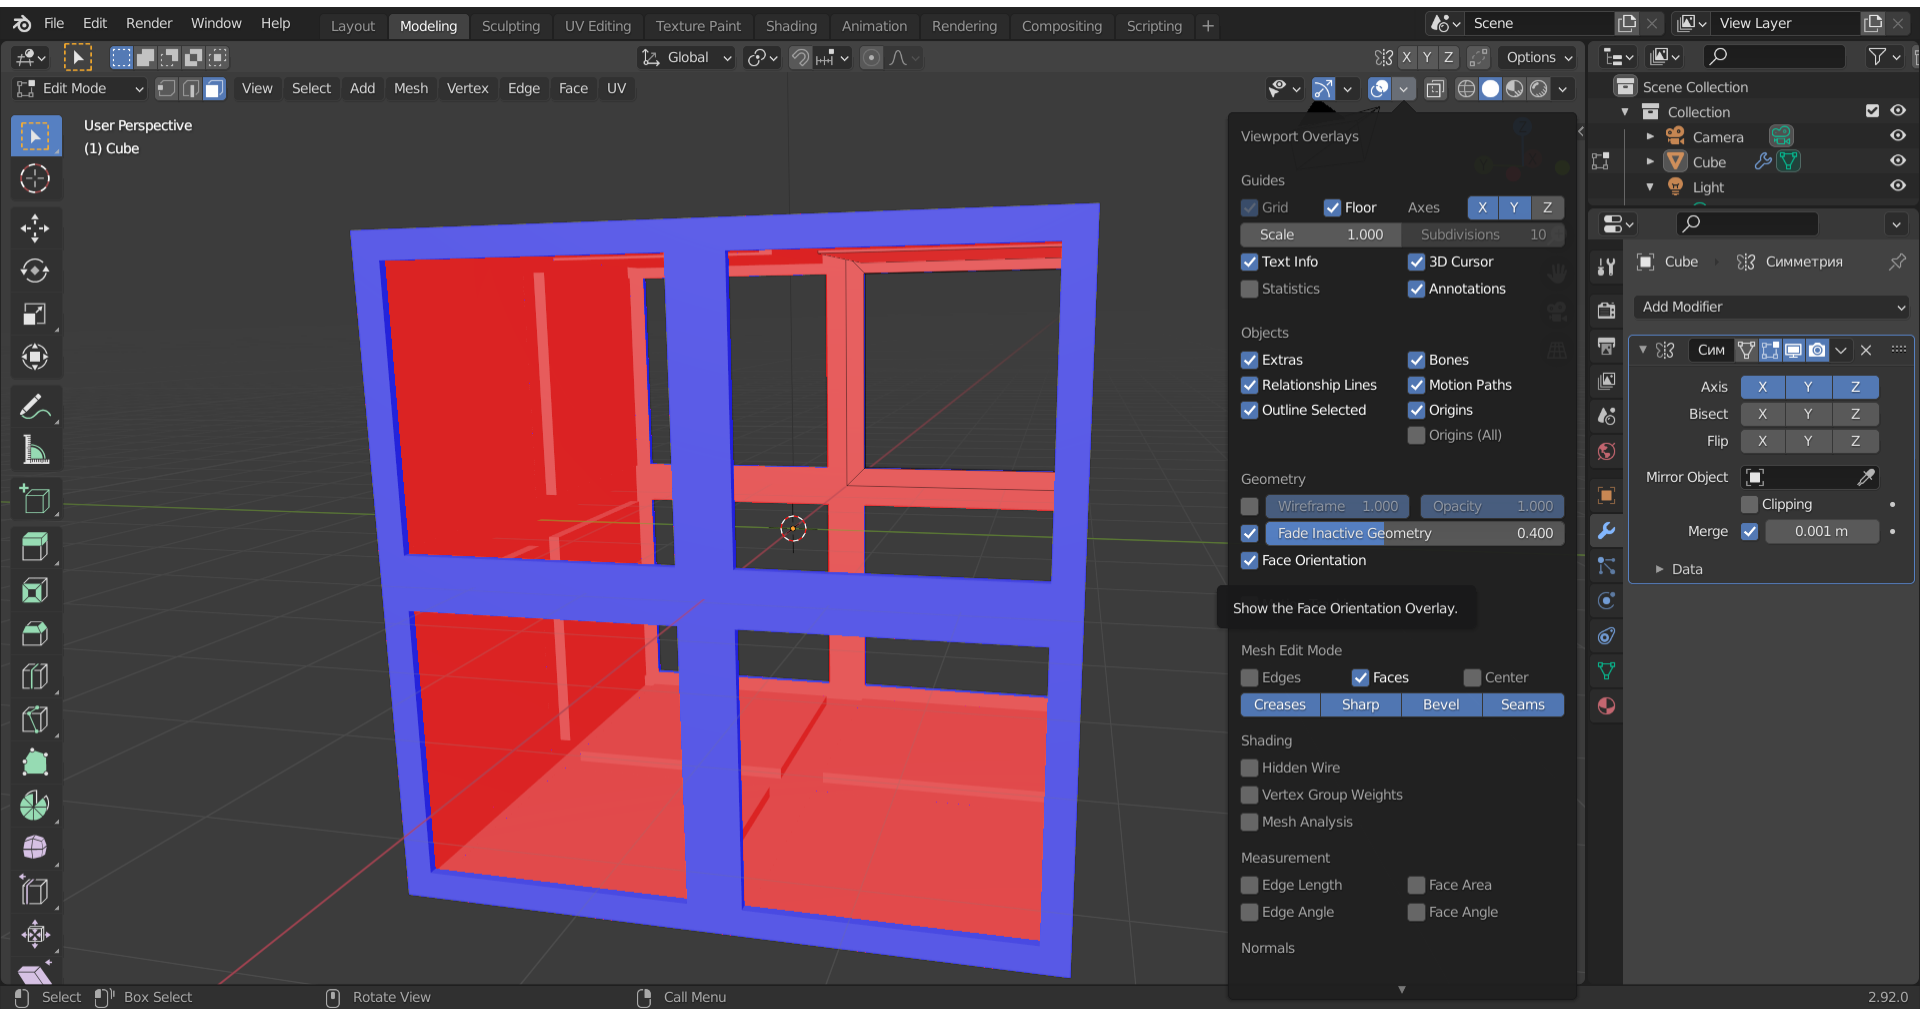 File Edit Render Window Help Layout Modeling Sculpting UV Editing Texture Paint Shading Animation Rendering Compositing Scripting + Scene View Layer
Global X Y Z Options
Edit Mode View Select Add Mesh Vertex Edge Face UV
User Perspective
(1) Cube
Viewport Overlays
Guides
Grid Floor Axes X Y Z
Scale 1.000 Subdivisions 10
Text Info 3D Cursor
Statistics Annotations
Objects
Extras Bones
Relationship Lines Motion Paths
Outline Selected Origins
Origins (All)
Geometry
Wireframe 1.000 Opacity 1.000
Fade Inactive Geometry 0.400
Face Orientation
Show the Face Orientation Overlay.
Mesh Edit Mode
Edges Faces Center
Creases Sharp Bevel Seams
Shading
Hidden Wire
Vertex Group Weights
Mesh Analysis
Measurement
Edge Length Face Area
Edge Angle Face Angle
Normals
Scene Collection
Collection
Camera
Cube
Light
Cube Симметрия
Add Modifier
Сим
Axis X Y Z
Bisect X Y Z
Flip X Y Z
Mirror Object
Clipping
Merge 0.001 m
Data
Select Box Select Rotate View Call Menu 2.92.0